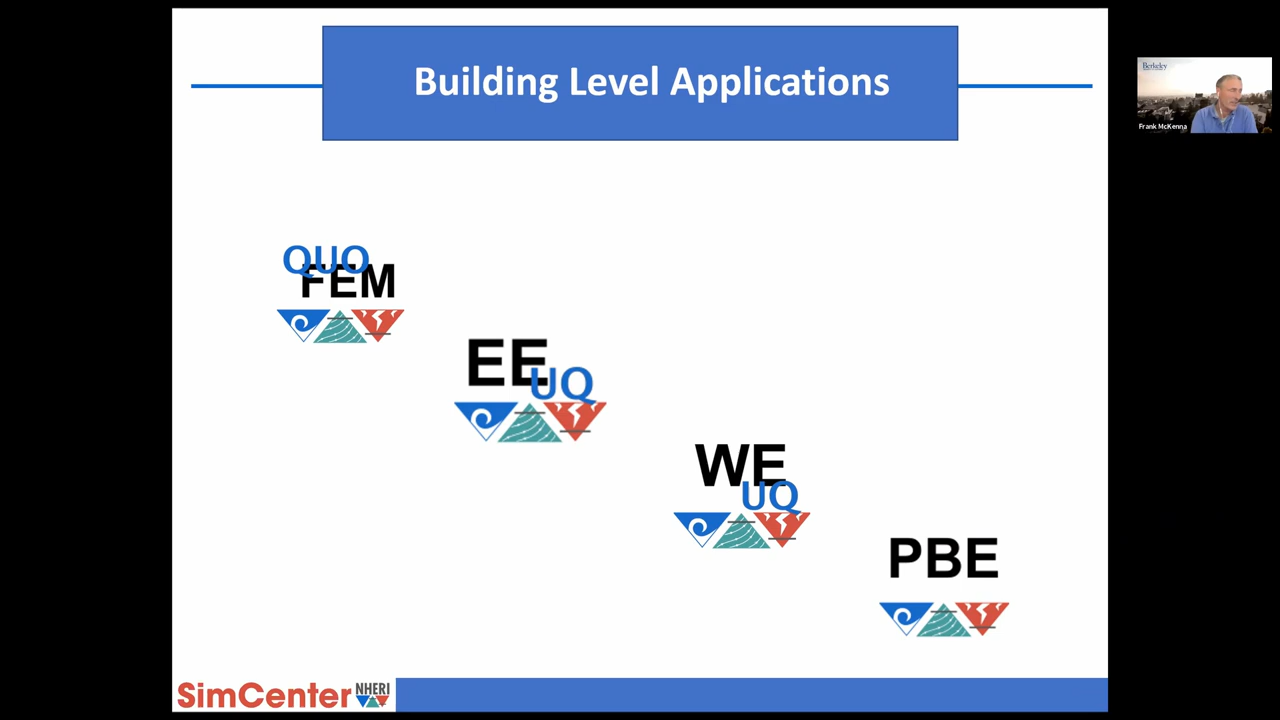 Building Level Applications
Berkeley
Frank McKenna
QUO
FEM
EE
UQ
WE
UQ
PBE
SimCenter
NHERI